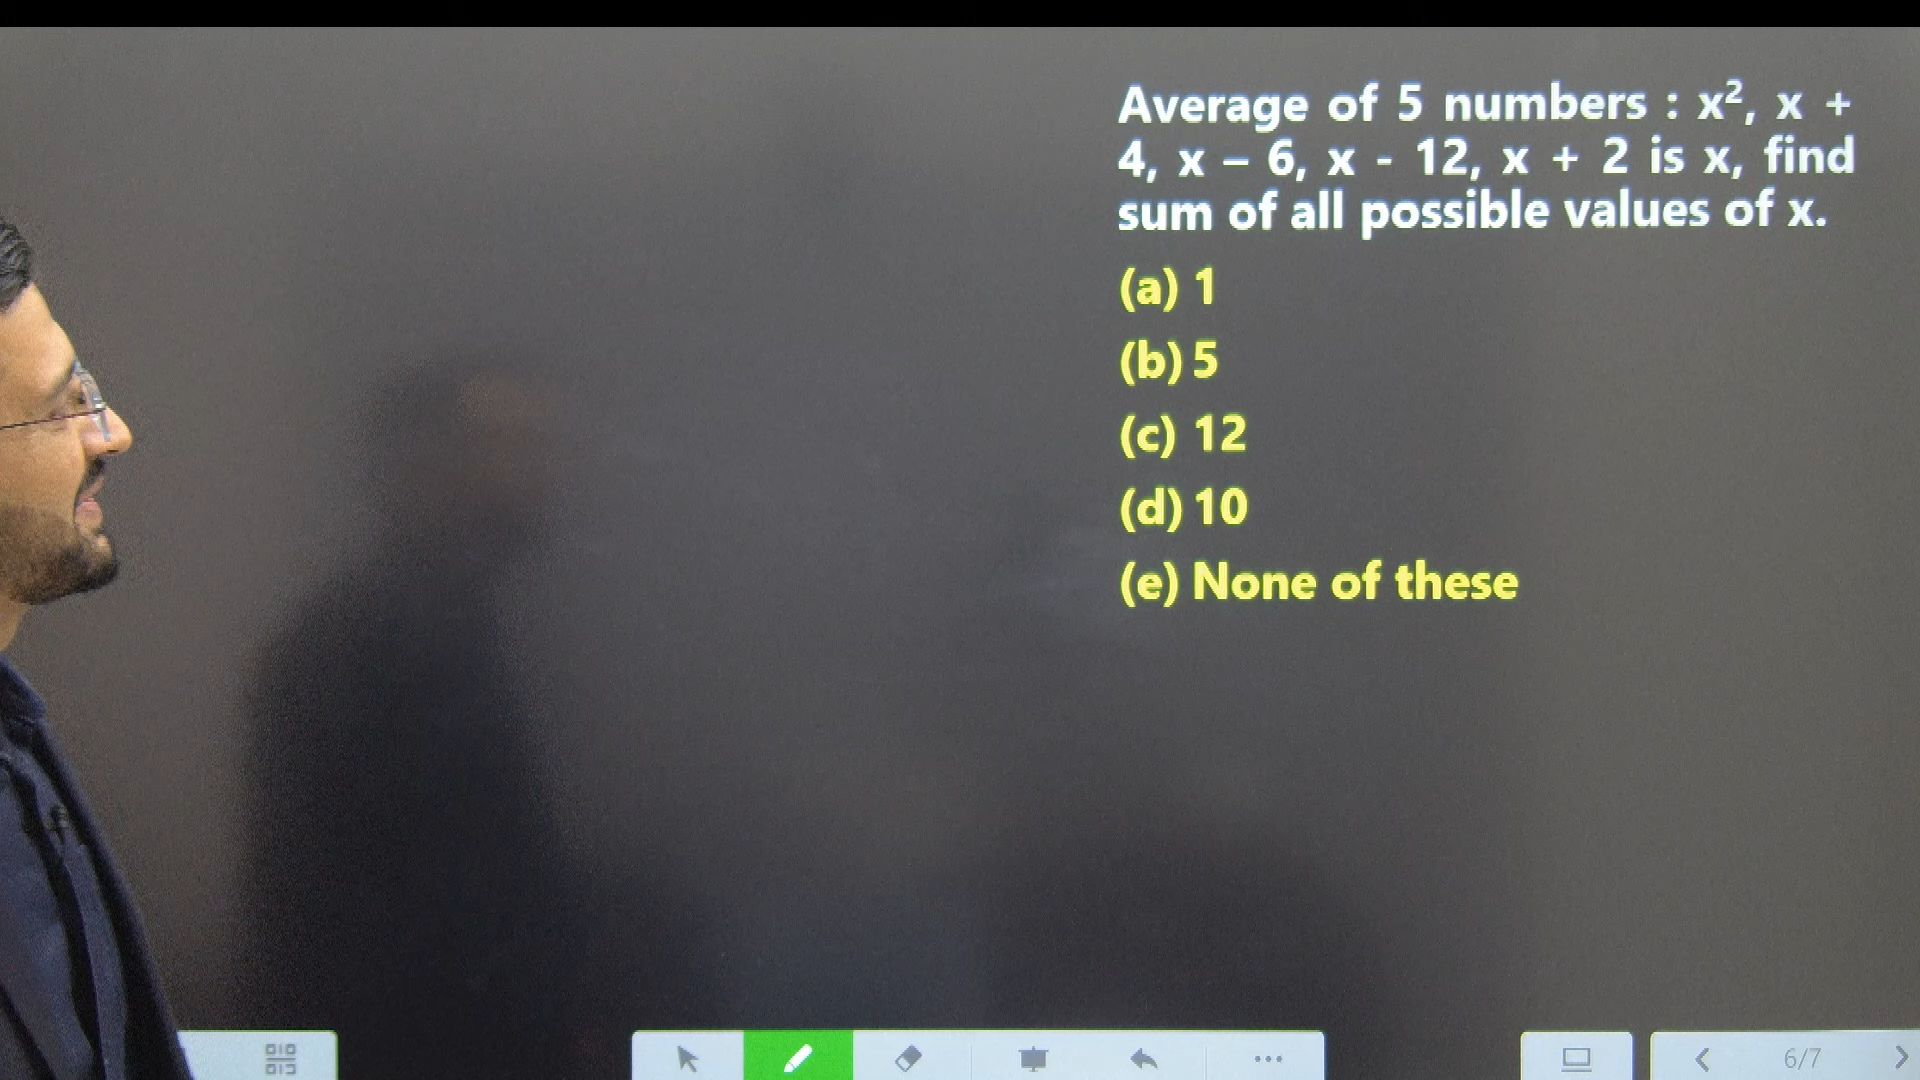 Average of 5 numbers : x², x +
4, x – 6, x - 12, x + 2 is x, find
sum of all possible values of x.
(a) 1
(b) 5
(c) 12
(d) 10
(e) None of these
6/7